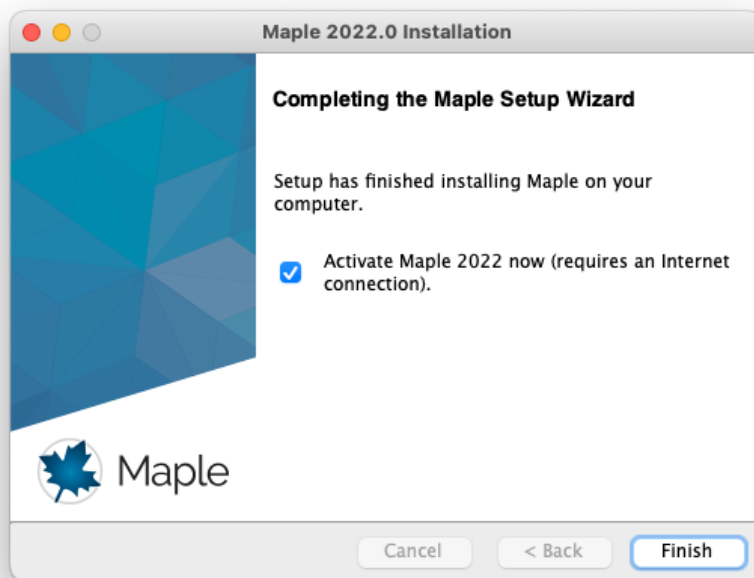 Maple 2022.0 Installation
Completing the Maple Setup Wizard
Setup has finished installing Maple on your
computer.
Activate Maple 2022 now (requires an Internet
connection).
Maple
Cancel
< Back
Finish